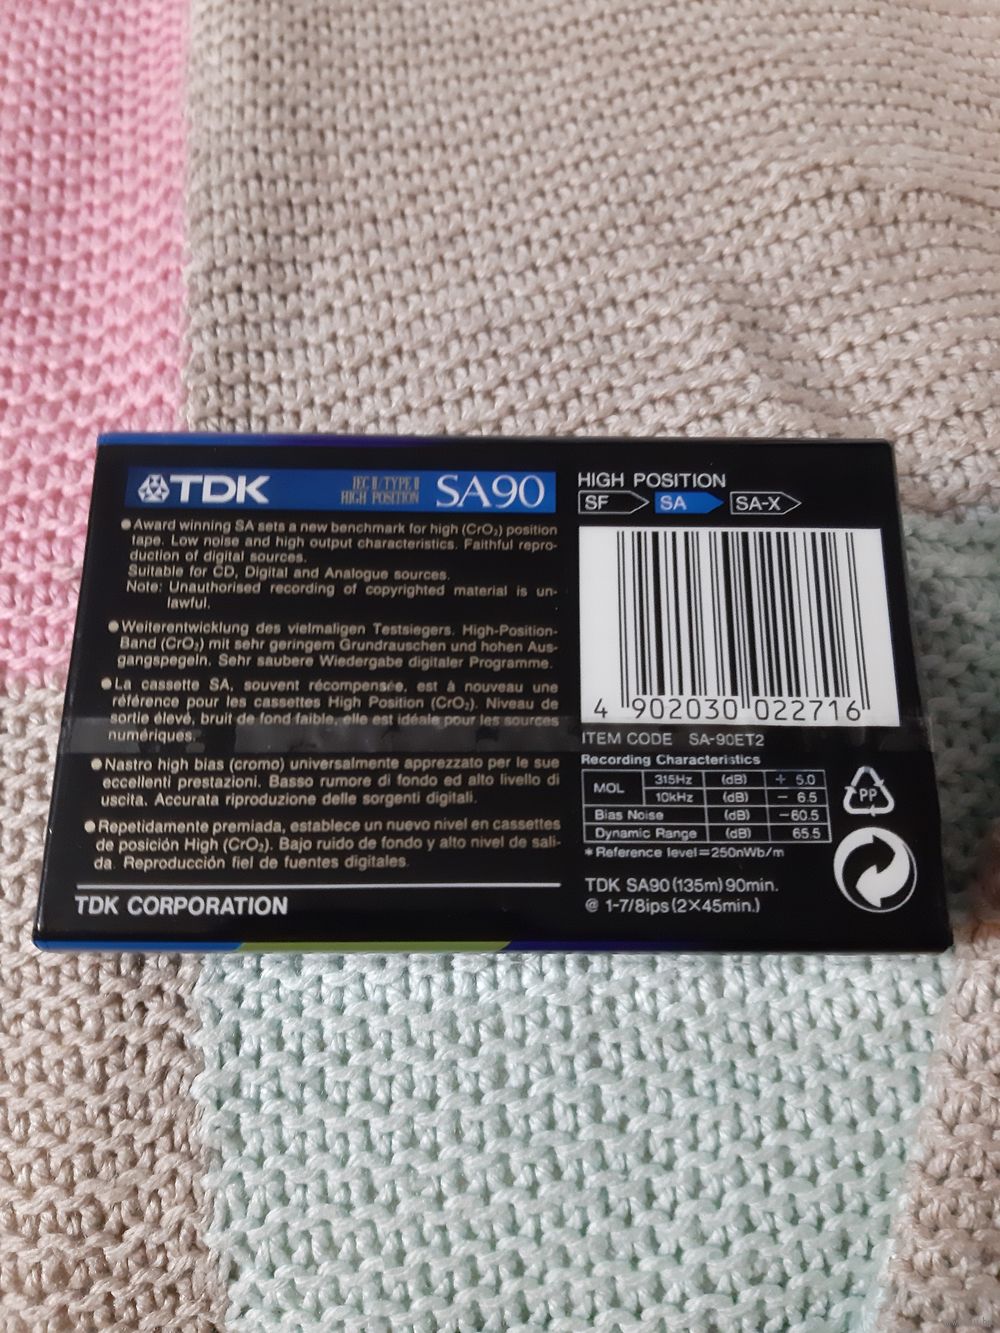 TDK IEC II/TYPE II HIGH POSITION SA90
●Award winning SA sets a new benchmark for high (CrO₂) position
tape. Low noise and high output characteristics. Faithful repro-
duction of digital sources.
Suitable for CD, Digital and Analogue sources.
Note: Unauthorised recording of copyrighted material is un-
lawful.
●Weiterentwicklung des vielmaligen Testsiegers. High-Position-
Band (CrO₂) mit sehr geringem Grundrauschen und hohen Aus-
gangspegeln. Sehr saubere Wiedergabe digitaler Programme.
●La cassette SA, souvent récompensée, est à nouveau une
référence pour les cassettes High Position (CrO₂). Niveau de
sortie élevé, bruit de fond faible, elle est idéale pour les sources
numériques.
●Nastro high bias (cromo) universalmente apprezzato per le sue
eccellenti prestazioni. Basso rumore di fondo ed alto livello di
uscita. Accurata riproduzione delle sorgenti digitali.
●Repetidamente premiada, establece un nuevo nivel en cassettes
de posición High (CrO₂). Bajo ruido de fondo y alto nivel de sali-
da. Reproducción fiel de fuentes digitales.
TDK CORPORATION
HIGH POSITION
SF SA SA-X
4 902030 022716
ITEM CODE SA-90ET2
Recording Characteristics
MOL 315Hz (dB) + 5.0
10kHz (dB) − 6.5
Bias Noise (dB) −60.5
Dynamic Range (dB) 65.5
*Reference level=250nWb/m
PP
TDK SA90(135m)90min.
@ 1-7/8ips(2×45min.)